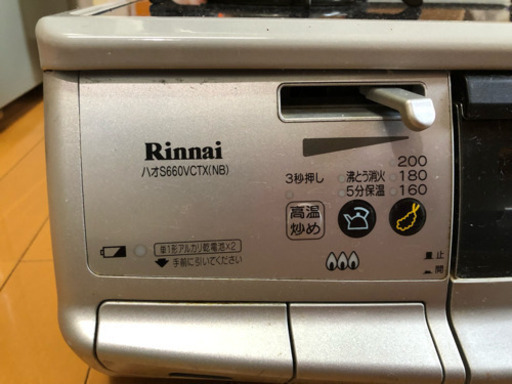 Rinnai
ハオS660VCTX(NB)
3秒押し
高温
炒め
沸とう消火
5分保温
200
180
160
単1形アルカリ乾電池×2
手前に引いてください
止
開